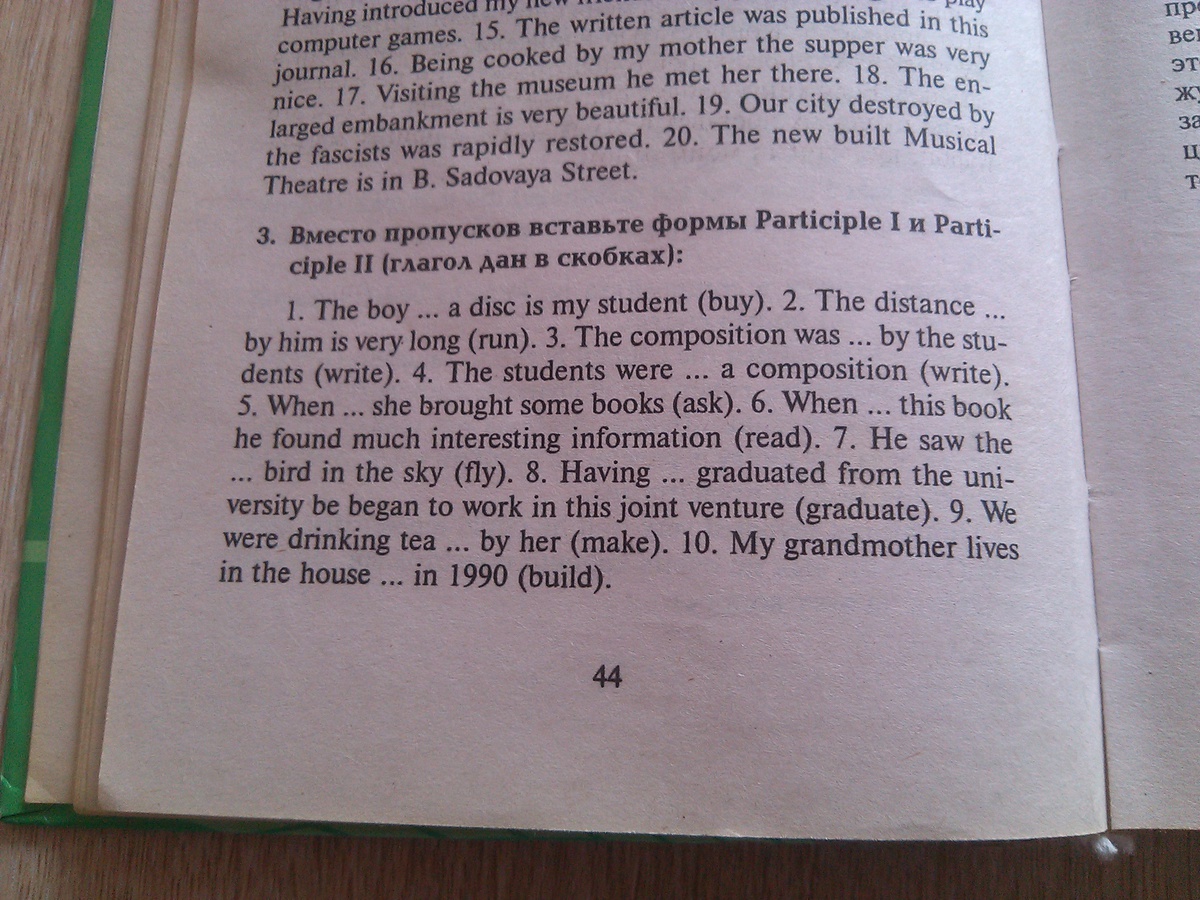 Having introduced my new
computer games. 15. The written article was published in this
journal. 16. Being cooked by my mother the supper was very
nice. 17. Visiting the museum he met her there. 18. The en-
larged embankment is very beautiful. 19. Our city destroyed by
the fascists was rapidly restored. 20. The new built Musical
Theatre is in B. Sadovaya Street.
3. Вместо пропусков вставьте формы Participle I и Parti-
ciple II (глагол дан в скобках):
1. The boy ... a disc is my student (buy). 2. The distance ...
by him is very long (run). 3. The composition was ... by the stu-
dents (write). 4. The students were ... a composition (write).
5. When ... she brought some books (ask). 6. When ... this book
he found much interesting information (read). 7. He saw the
... bird in the sky (fly). 8. Having ... graduated from the uni-
versity be began to work in this joint venture (graduate). 9. We
were drinking tea ... by her (make). 10. My grandmother lives
in the house ... in 1990 (build).
44